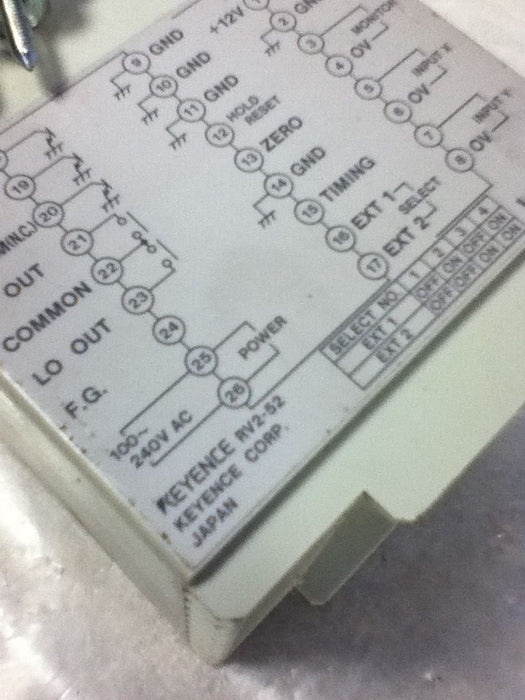 +12V 1
2 GND
3 MONITOR
4 0V
5 INPUT X
6 0V
7 INPUT Y
8 0V
9 GND
10 GND
11 GND
12 HOLD RESET
13 ZERO
14 GND
15 TIMING
16 EXT 1 SELECT
17 EXT 2
19
20
21
22
23
24
25 POWER
26
OUT
COMMON
LO OUT
F.G.
100~
240V AC
SELECT NO. 1 2 3 4
EXT 1 OFF ON OFF ON
EXT 2 OFF OFF ON ON
KEYENCE RV2-52
KEYENCE CORP.
JAPAN